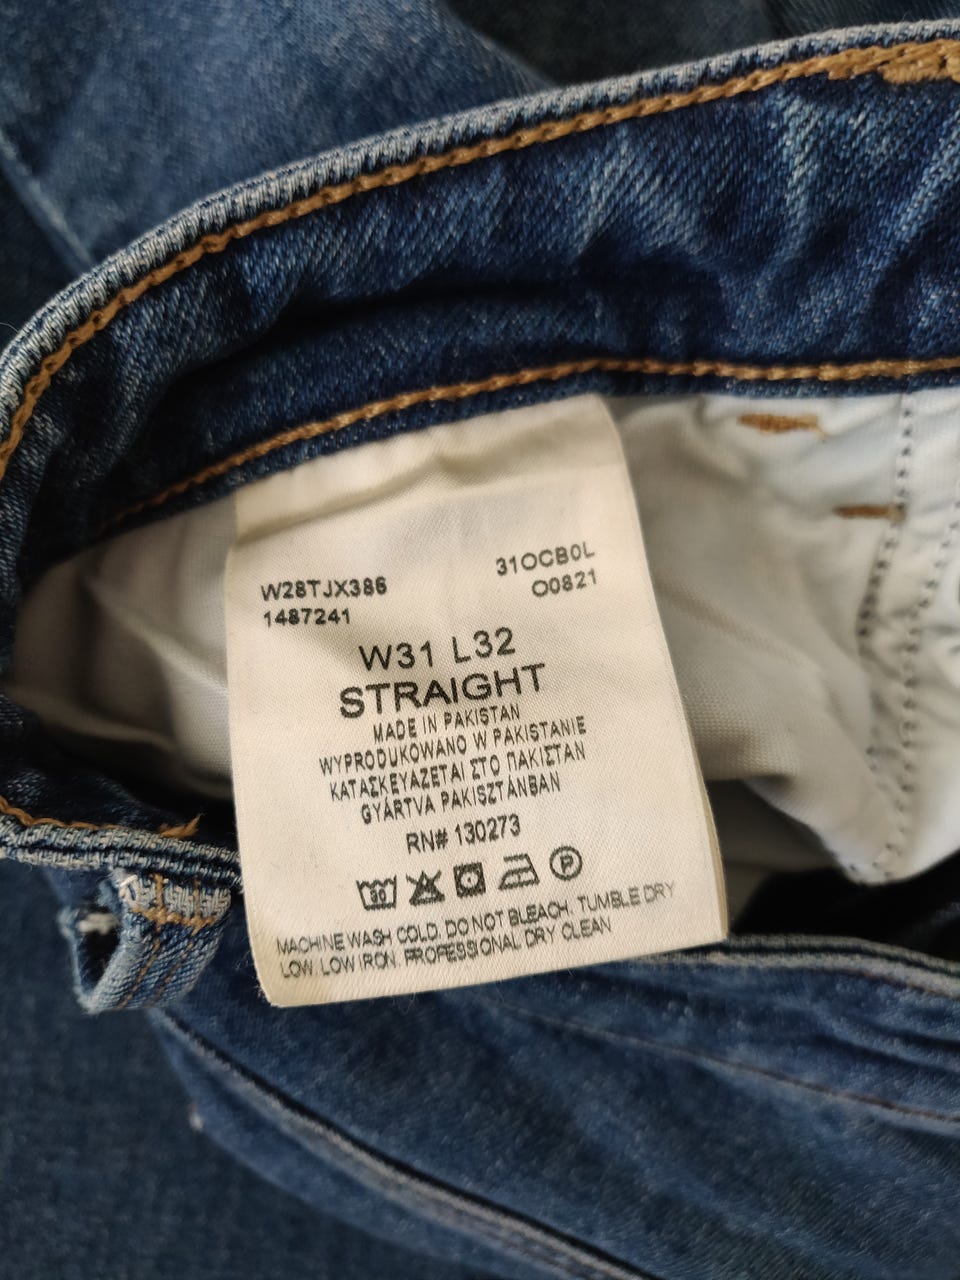 W28TJX386
1487241
31OCB0L
O0821
W31 L32
STRAIGHT
MADE IN PAKISTAN
WYPRODUKOWANO W PAKISTANIE
ΚΑΤΑΣΚΕΥΑΖΕΤΑΙ ΣΤΟ ΠΑΚΙΣΤΑΝ
GYÁRTVA PAKISZTÁNBAN
RN# 130273
30
P
MACHINE WASH COLD. DO NOT BLEACH. TUMBLE DRY
LOW. LOW IRON. PROFESSIONAL DRY CLEAN